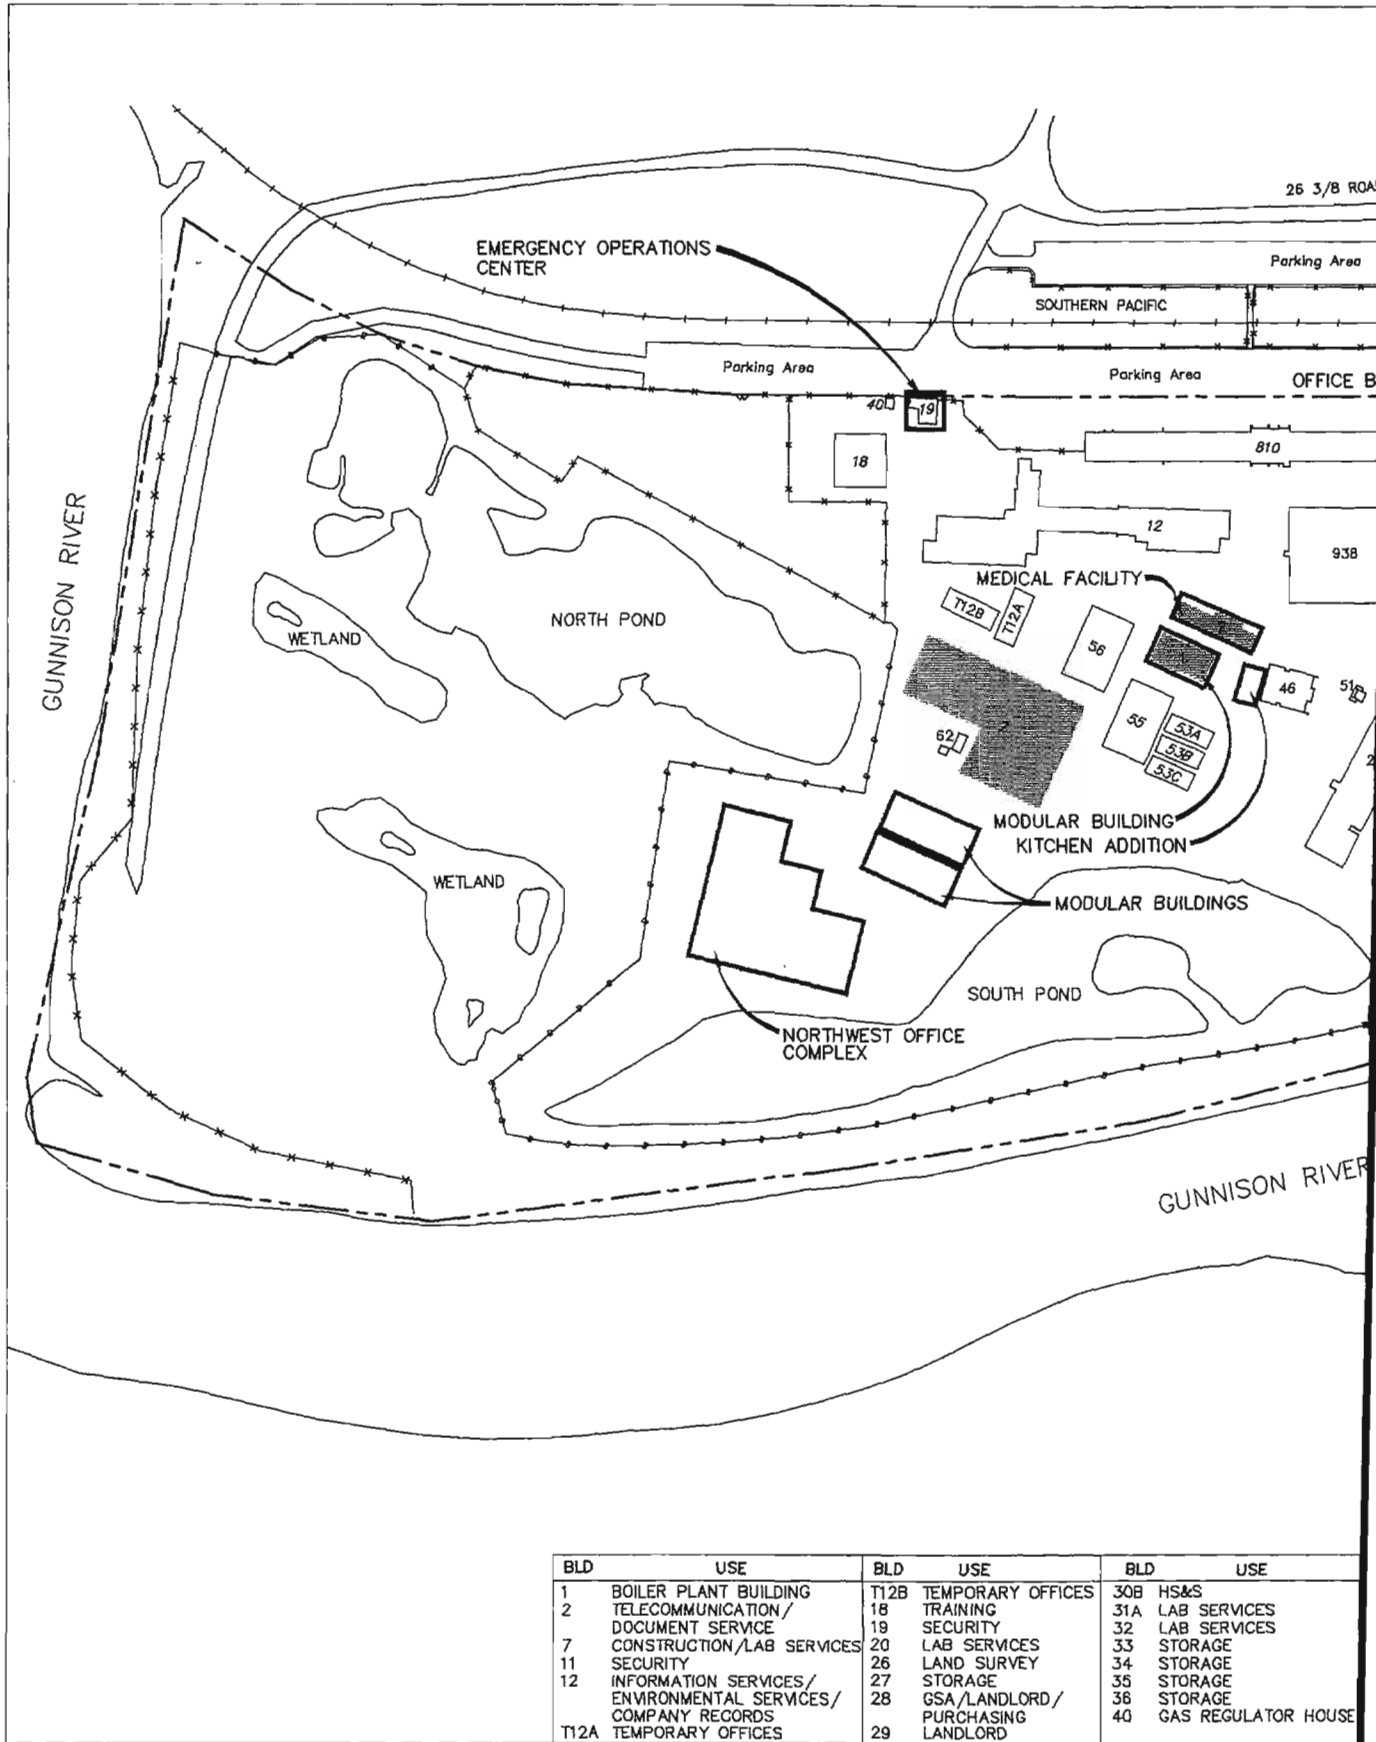 26 3/8 ROA
EMERGENCY OPERATIONS
CENTER
Parking Area
SOUTHERN PACIFIC
Parking Area
Parking Area
OFFICE B
40
19
18
810
12
938
GUNNISON RIVER
MEDICAL FACILITY
T12B
T12A
NORTH POND
WETLAND
56
46
51
55
53A
53B
53C
62
2
2
MODULAR BUILDING
KITCHEN ADDITION
WETLAND
MODULAR BUILDINGS
SOUTH POND
NORTHWEST OFFICE
COMPLEX
GUNNISON RIVER
BLD USE
1 BOILER PLANT BUILDING
2 TELECOMMUNICATION/
DOCUMENT SERVICE
7 CONSTRUCTION/LAB SERVICES
11 SECURITY
12 INFORMATION SERVICES/
ENVIRONMENTAL SERVICES/
COMPANY RECORDS
T12A TEMPORARY OFFICES
BLD USE
T12B TEMPORARY OFFICES
18 TRAINING
19 SECURITY
20 LAB SERVICES
26 LAND SURVEY
27 STORAGE
28 GSA/LANDLORD/
PURCHASING
29 LANDLORD
BLD USE
30B HS&S
31A LAB SERVICES
32 LAB SERVICES
33 STORAGE
34 STORAGE
35 STORAGE
36 STORAGE
40 GAS REGULATOR HOUSE